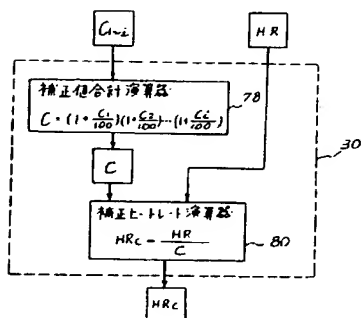 C1~i
HR
補正値合計演算器
78
C = (1+C1/100)(1+C2/100)…(1+Ci/100)
30
C
補正ヒートレート演算器
HRc = HR/C
80
HRc